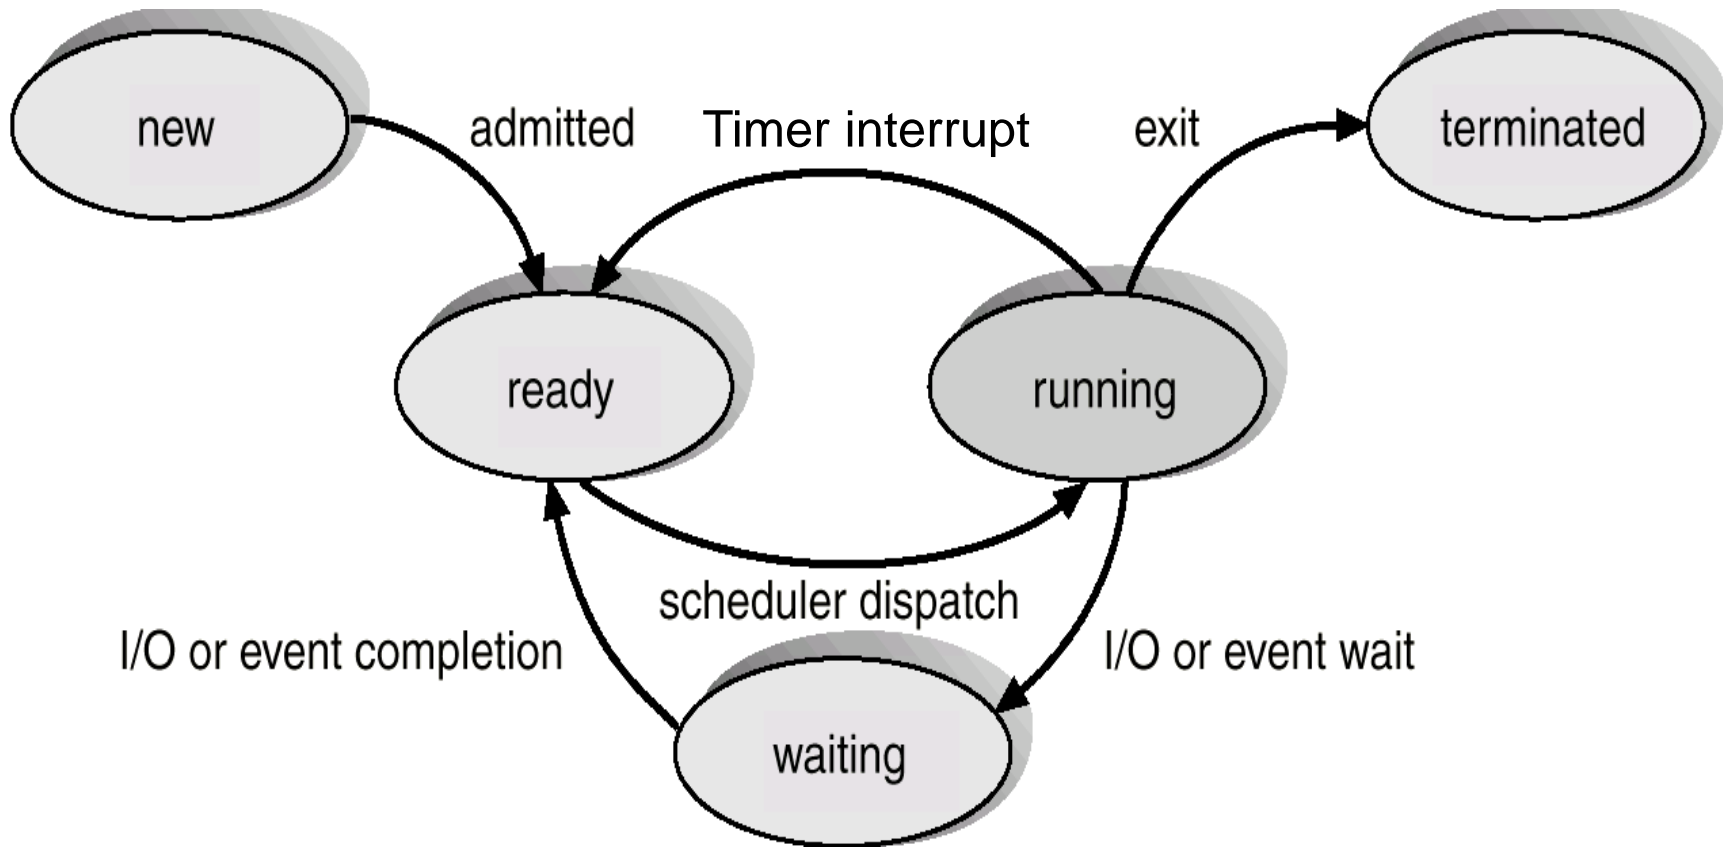 new
admitted
Timer interrupt
exit
terminated
ready
running
scheduler dispatch
I/O or event completion
I/O or event wait
waiting